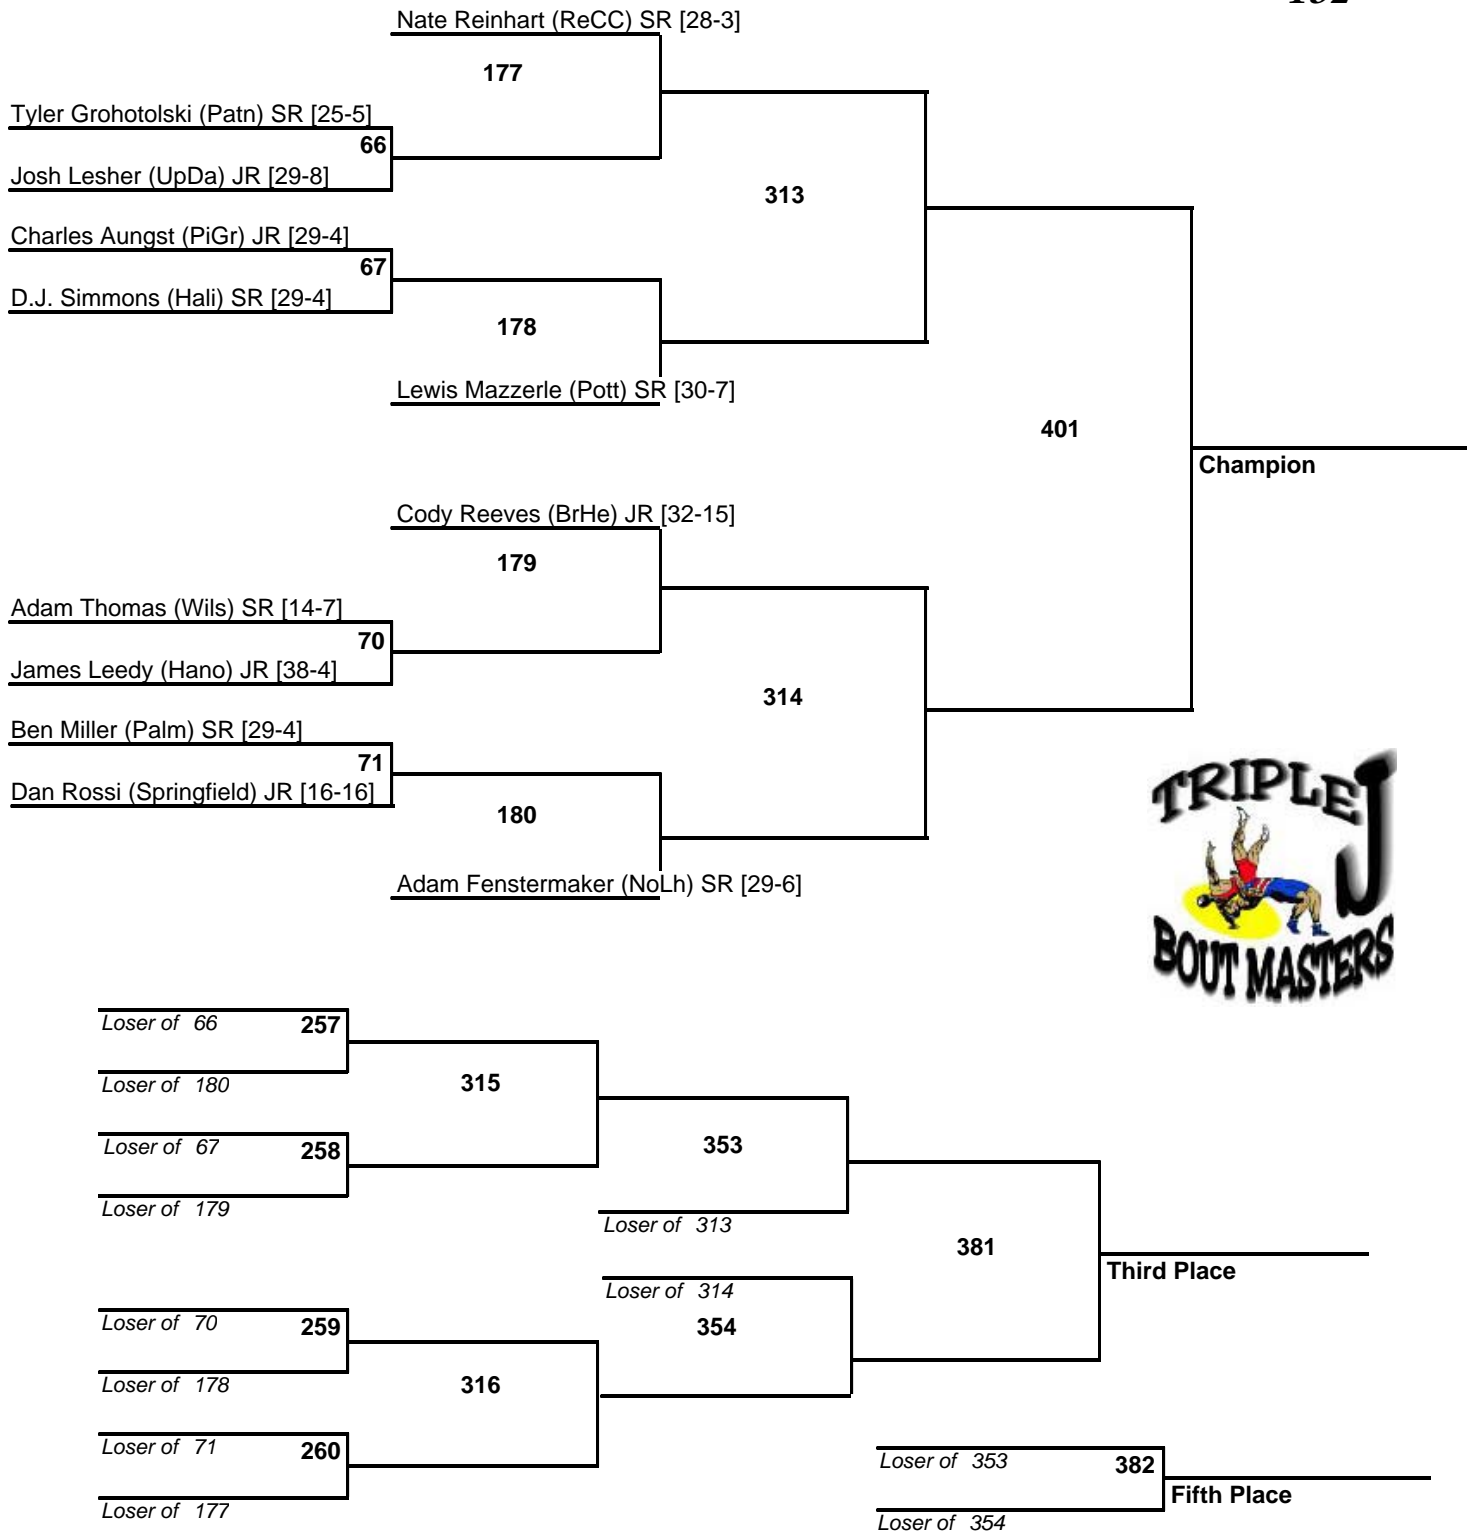 Nate Reinhart (ReCC) SR [28-3]
177
Tyler Grohotolski (Patn) SR [25-5]
66
Josh Lesher (UpDa) JR [29-8]
313
Charles Aungst (PiGr) JR [29-4]
67
D.J. Simmons (Hali) SR [29-4]
178
Lewis Mazzerle (Pott) SR [30-7]
401
Champion
Cody Reeves (BrHe) JR [32-15]
179
Adam Thomas (Wils) SR [14-7]
70
James Leedy (Hano) JR [38-4]
314
Ben Miller (Palm) SR [29-4]
71
Dan Rossi (Springfield) JR [16-16]
180
Adam Fenstermaker (NoLh) SR [29-6]
TRIPLE J
BOUT MASTERS
Loser of 66
257
Loser of 180
315
Loser of 67
258
353
Loser of 179
Loser of 313
381
Third Place
Loser of 314
Loser of 70
259
354
Loser of 178
316
Loser of 71
260
Loser of 353
382
Fifth Place
Loser of 177
Loser of 354